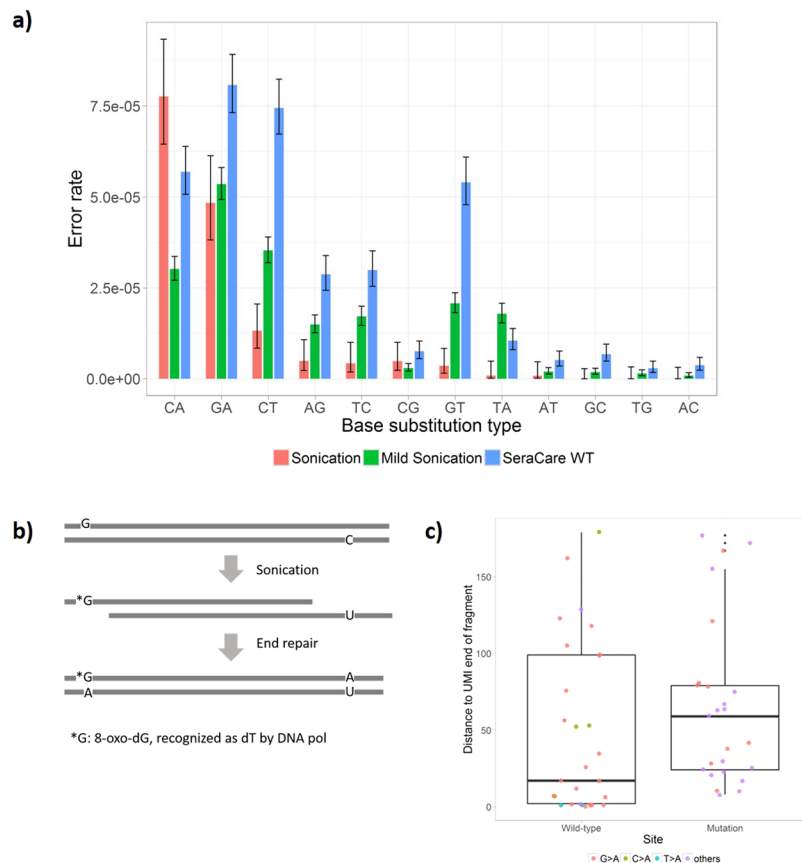 a)
Error rate
7.5e-05
5.0e-05
2.5e-05
0.0e+00
CA GA CT AG TC CG GT TA AT GC TG AC
Base substitution type
Sonication Mild Sonication SeraCare WT
b)
G
C
Sonication
*G
U
End repair
*G A
A U
*G: 8-oxo-dG, recognized as dT by DNA pol
c)
Distance to UMI end of fragment
150
100
50
0
Wild-type Mutation
Site
G>A C>A T>A others